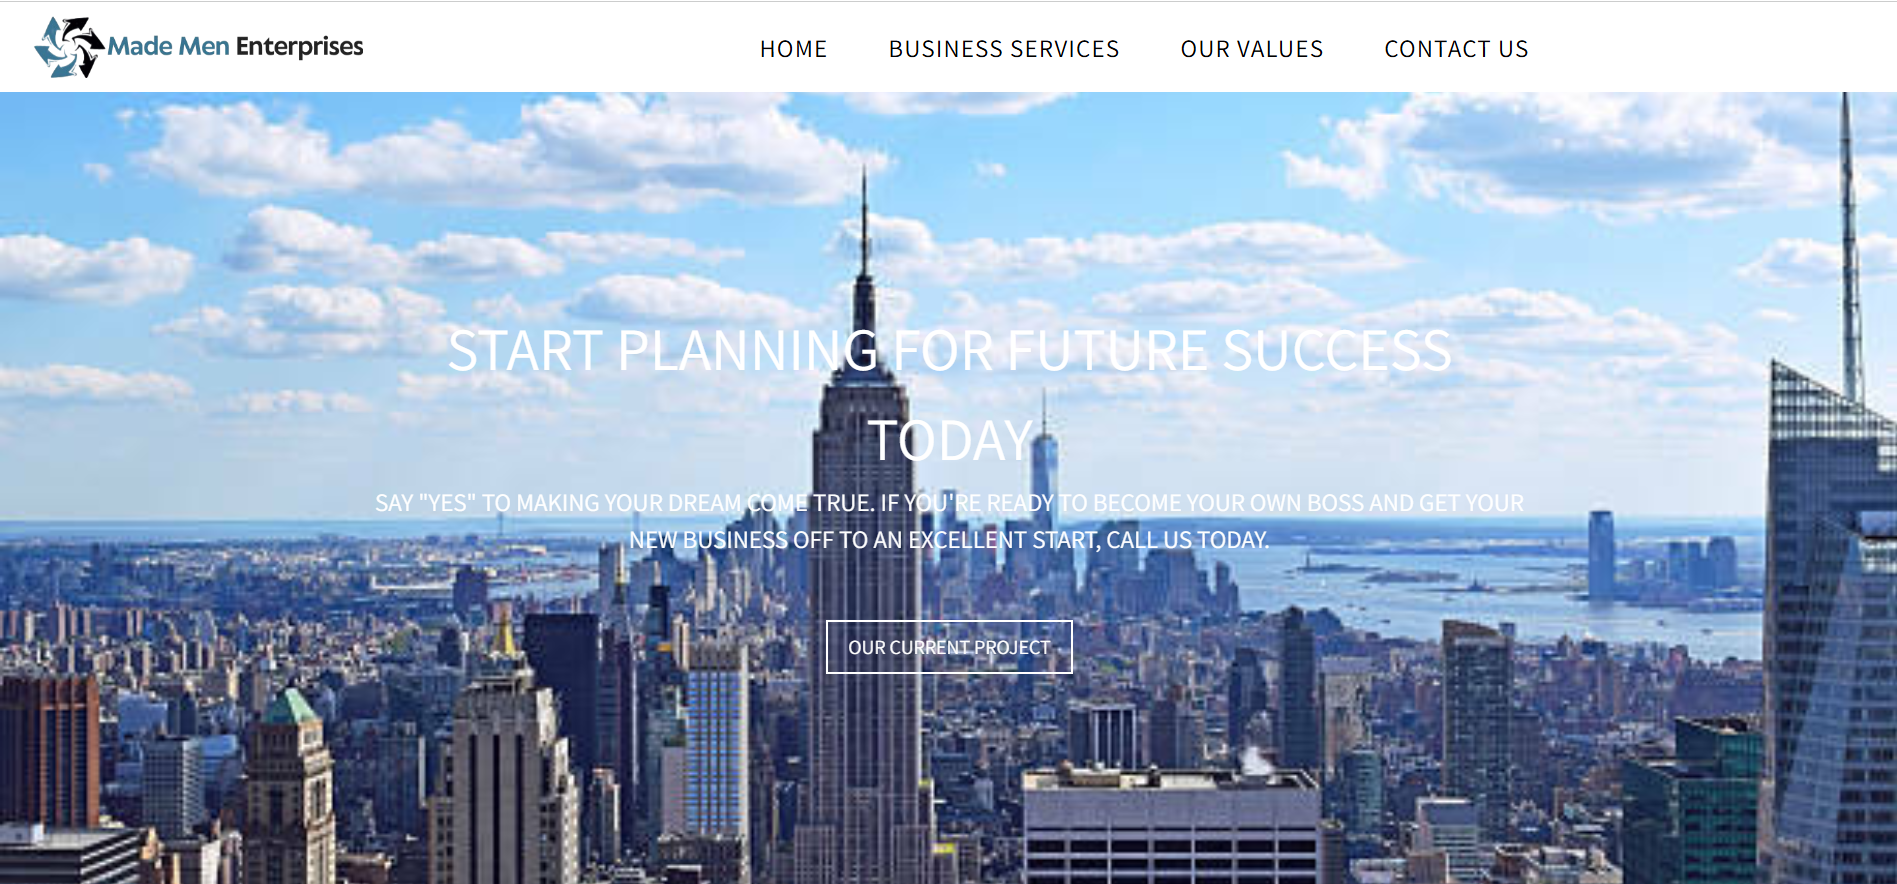 Made Men Enterprises
HOME BUSINESS SERVICES OUR VALUES CONTACT US
START PLANNING FOR FUTURE SUCCESS
TODAY
SAY "YES" TO MAKING YOUR DREAM COME TRUE. IF YOU'RE READY TO BECOME YOUR OWN BOSS AND GET YOUR
NEW BUSINESS OFF TO AN EXCELLENT START, CALL US TODAY.
OUR CURRENT PROJECT